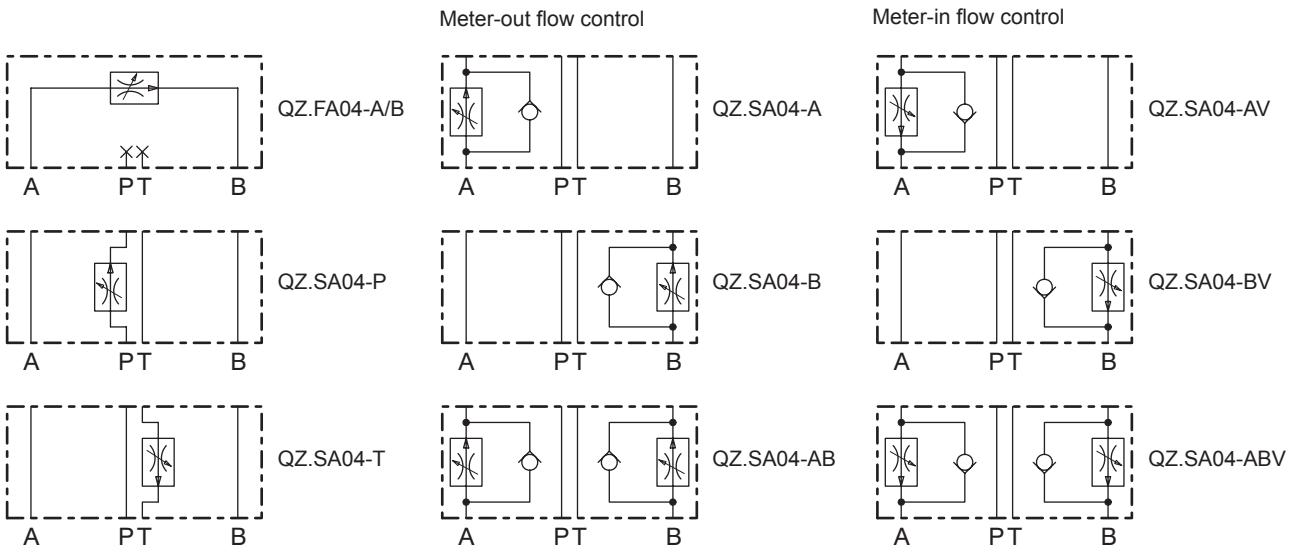 Meter-out flow control
Meter-in flow control
QZ.FA04-A/B
QZ.SA04-A
QZ.SA04-AV
A PT B
A PT B
A PT B
QZ.SA04-P
QZ.SA04-B
QZ.SA04-BV
A PT B
A PT B
A PT B
QZ.SA04-T
QZ.SA04-AB
QZ.SA04-ABV
A PT B
A PT B
A PT B